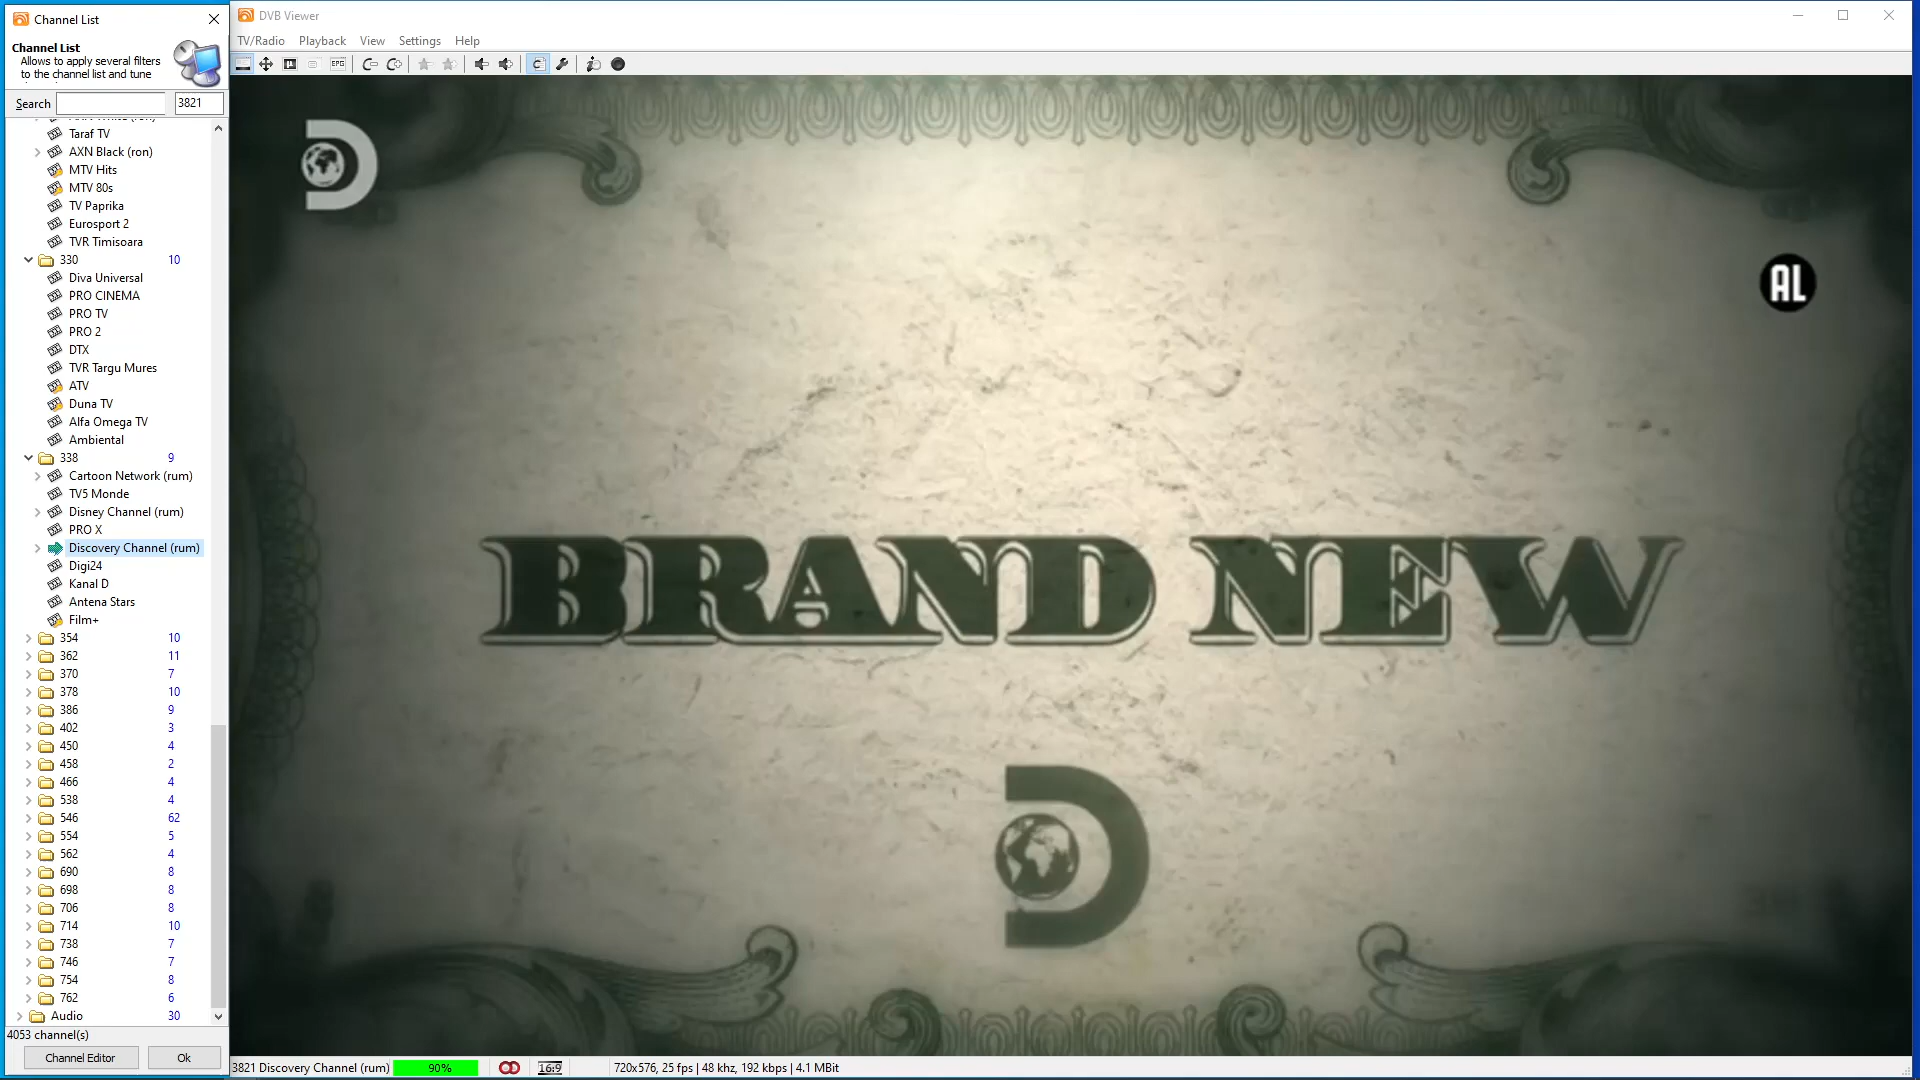 Channel List
Channel List
Allows to apply several filters
to the channel list and tune
Search
3821
Taraf TV
AXN Black (ron)
MTV Hits
MTV 80s
TV Paprika
Eurosport 2
TVR Timisoara
330 10
Diva Universal
PRO CINEMA
PRO TV
PRO 2
DTX
TVR Targu Mures
ATV
Duna TV
Alfa Omega TV
Ambiental
338 9
Cartoon Network (rum)
TV5 Monde
Disney Channel (rum)
PRO X
Discovery Channel (rum)
Digi24
Kanal D
Antena Stars
Film+
354 10
362 11
370 7
378 10
386 9
402 3
450 4
458 2
466 4
538 4
546 62
554 5
562 4
690 8
698 8
706 8
714 10
738 7
746 7
754 8
762 6
Audio 30
4053 channel(s)
Channel Editor Ok
DVB Viewer
TV/Radio Playback View Settings Help
EPG
D
AL
BRAND NEW
D
3821 Discovery Channel (rum) 90% 16:9 720x576, 25 fps | 48 khz, 192 kbps | 4.1 MBit